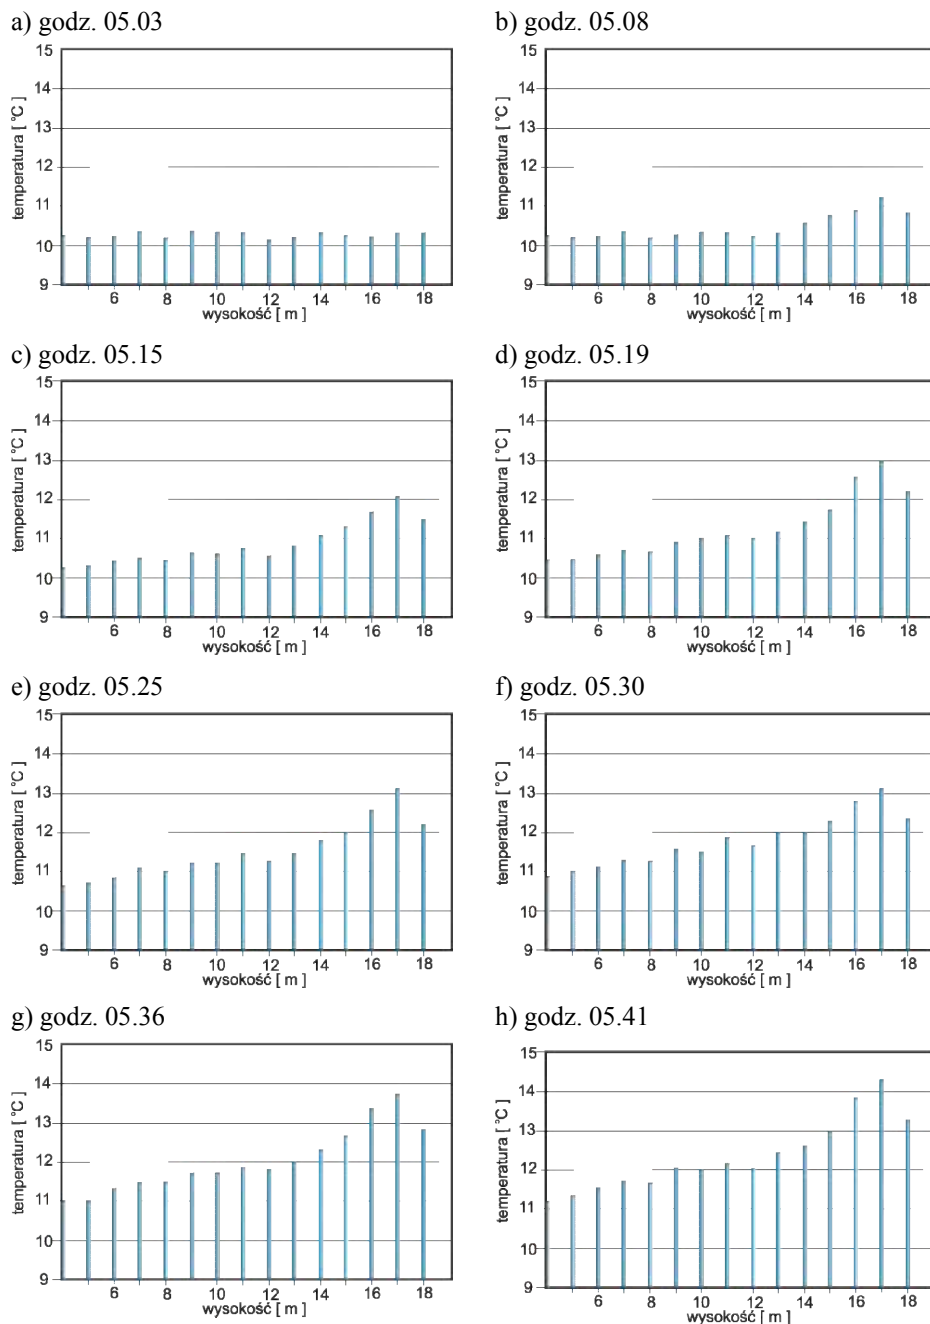 a) godz. 05.03
temperatura [ °C ]
15
14
13
12
11
10
9
6 8 10 12 14 16 18
wysokość [ m ]
b) godz. 05.08
temperatura [ °C ]
15
14
13
12
11
10
9
6 8 10 12 14 16 18
wysokość [ m ]
c) godz. 05.15
temperatura [ °C ]
15
14
13
12
11
10
9
6 8 10 12 14 16 18
wysokość [ m ]
d) godz. 05.19
temperatura [ °C ]
15
14
13
12
11
10
9
6 8 10 12 14 16 18
wysokość [ m ]
e) godz. 05.25
temperatura [ °C ]
15
14
13
12
11
10
9
6 8 10 12 14 16 18
wysokość [ m ]
f) godz. 05.30
temperatura [ °C ]
15
14
13
12
11
10
9
6 8 10 12 14 16 18
wysokość [ m ]
g) godz. 05.36
temperatura [ °C ]
15
14
13
12
11
10
9
6 8 10 12 14 16 18
wysokość [ m ]
h) godz. 05.41
temperatura [ °C ]
15
14
13
12
11
10
9
6 8 10 12 14 16 18
wysokość [ m ]